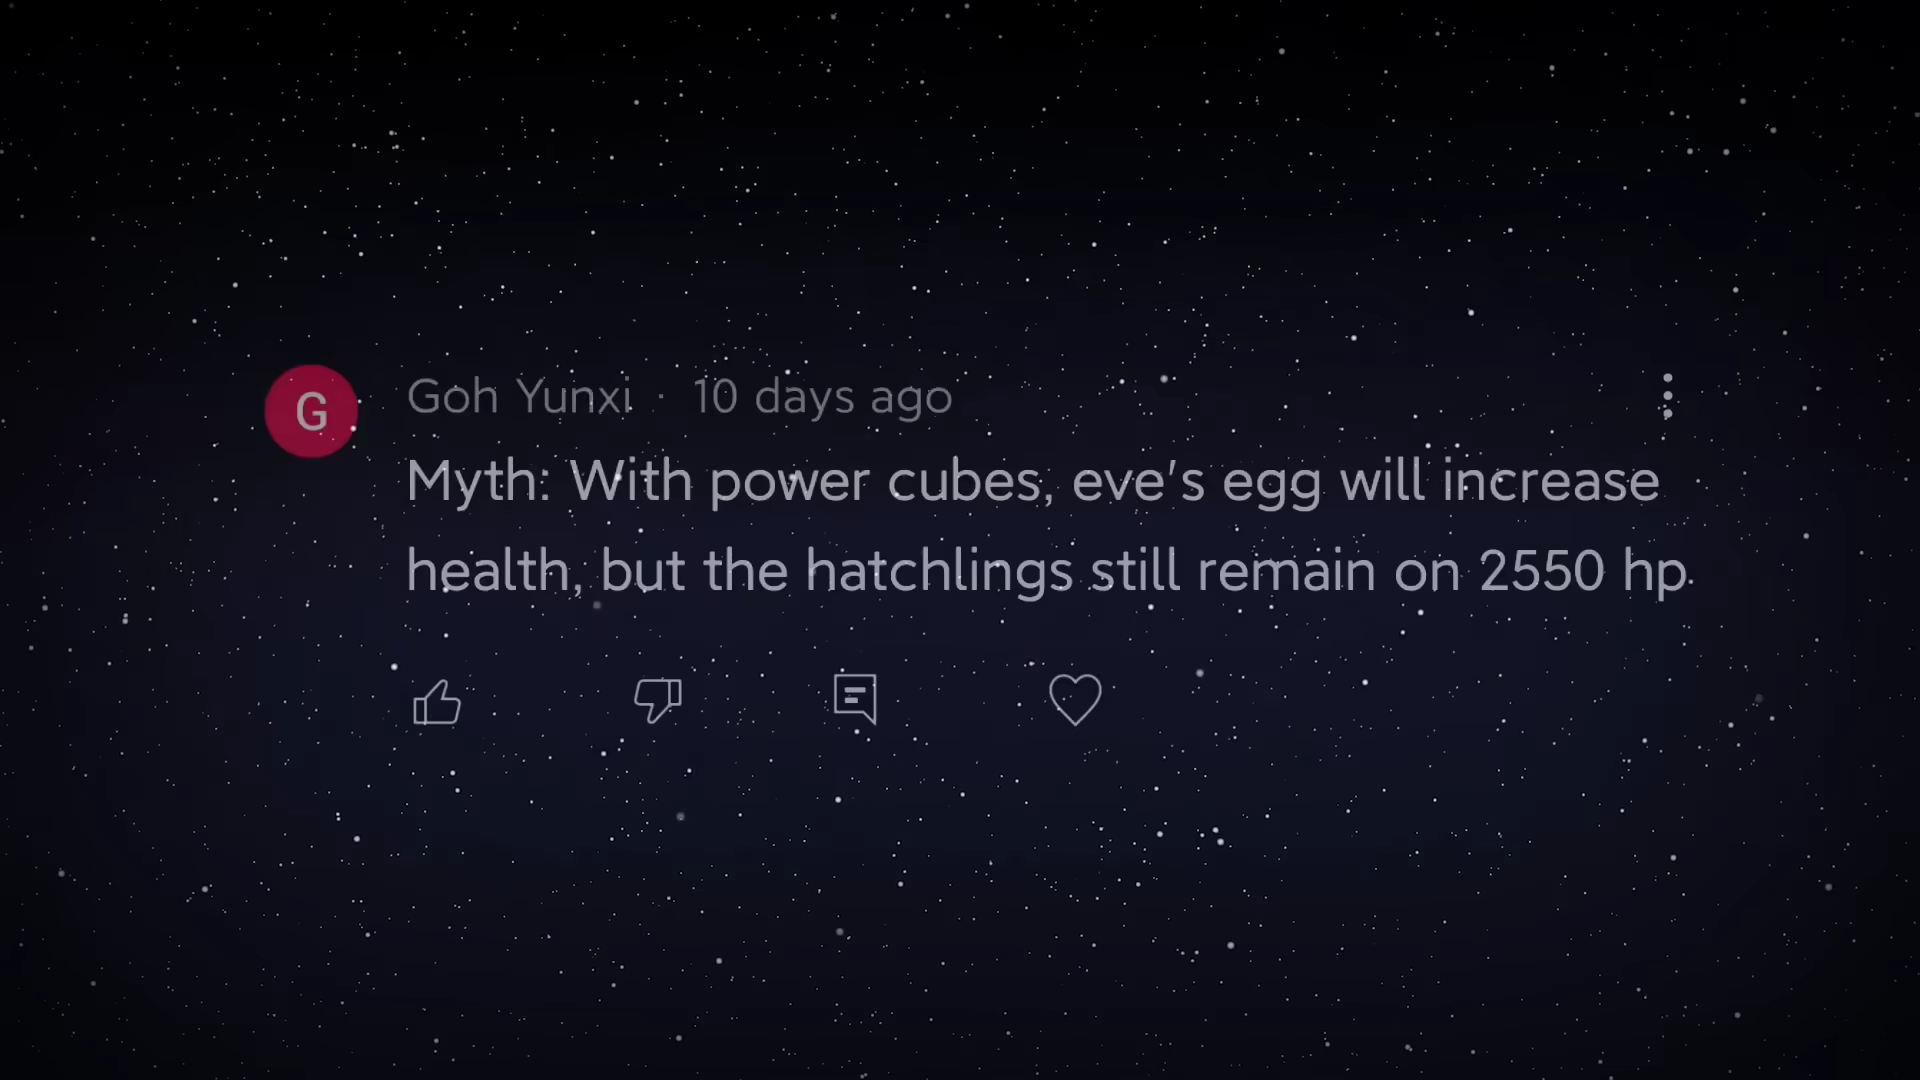 G
Goh Yunxi · 10 days ago
Myth: With power cubes, eve's egg will increase
health, but the hatchlings still remain on 2550 hp.